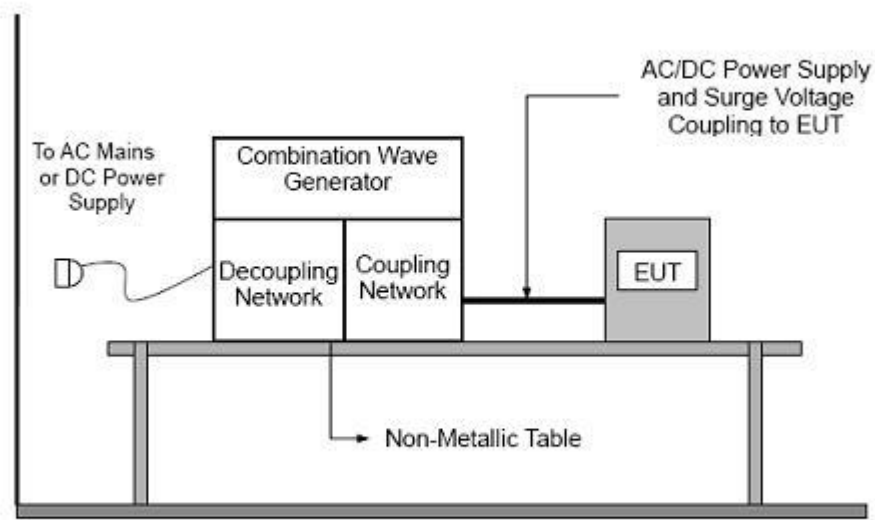 AC/DC Power Supply
and Surge Voltage
Coupling to EUT
To AC Mains
or DC Power
Supply
Combination Wave
Generator
Decoupling
Network
Coupling
Network
EUT
Non-Metallic Table